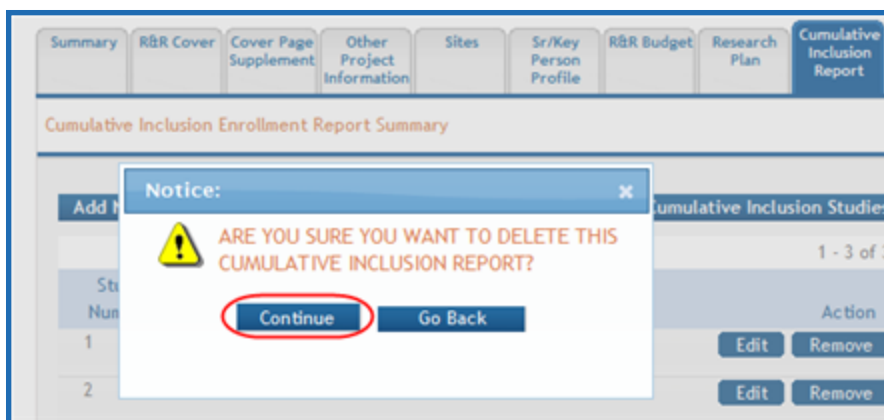 Summary
R&R Cover
Cover Page
Supplement
Other
Project
Information
Sites
Sr/Key
Person
Profile
R&R Budget
Research
Plan
Cumulative
Inclusion
Report
Cumulative Inclusion Enrollment Report Summary
Notice:
Add
Cumulative Inclusion Studies
ARE YOU SURE YOU WANT TO DELETE THIS
CUMULATIVE INCLUSION REPORT?
1 - 3 of
Continue Go Back
Action
1 Edit Remove
2 Edit Remove